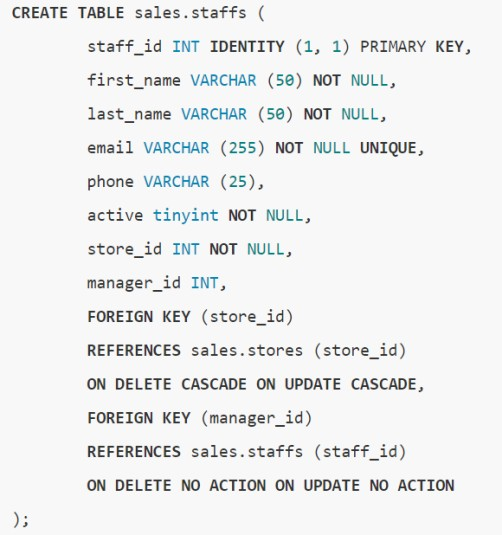 CREATE TABLE sales.staffs (
staff_id INT IDENTITY (1, 1) PRIMARY KEY,
first_name VARCHAR (50) NOT NULL,
last_name VARCHAR (50) NOT NULL,
email VARCHAR (255) NOT NULL UNIQUE,
phone VARCHAR (25),
active tinyint NOT NULL,
store_id INT NOT NULL,
manager_id INT,
FOREIGN KEY (store_id)
REFERENCES sales.stores (store_id)
ON DELETE CASCADE ON UPDATE CASCADE,
FOREIGN KEY (manager_id)
REFERENCES sales.staffs (staff_id)
ON DELETE NO ACTION ON UPDATE NO ACTION
);